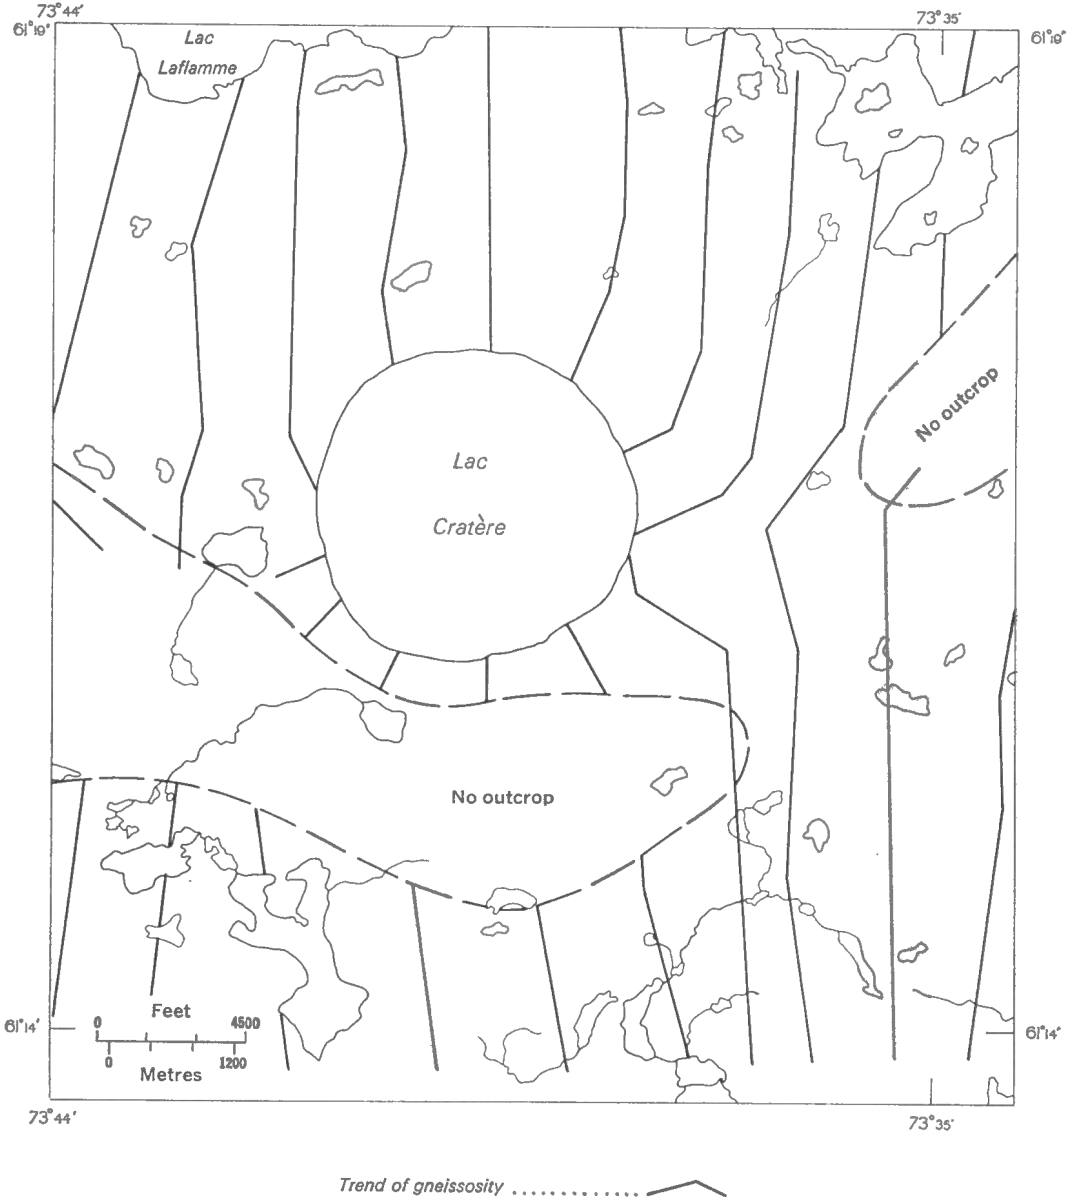 73°44'
73°35'
61°19'
61°19'
Lac
Laflamme
No outcrop
Lac
Cratère
No outcrop
Feet
0 4500
0 1200
Metres
61°14'
61°14'
73°44'
73°35'
Trend of gneissosity